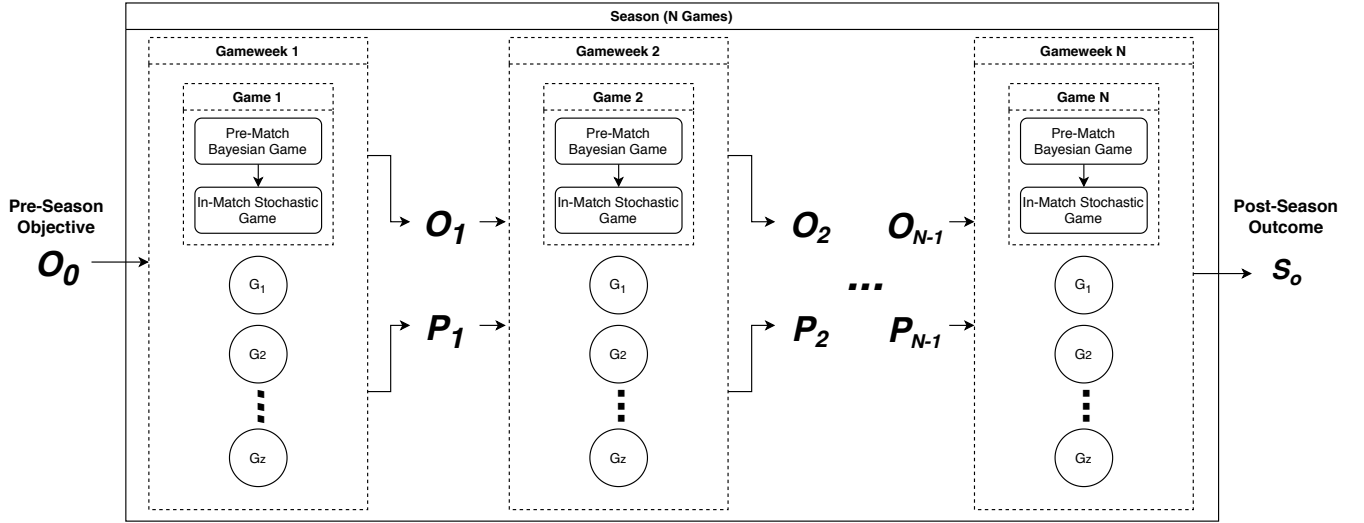 Season (N Games)
Gameweek 1
Game 1
Pre-Match
Bayesian Game
In-Match Stochastic
Game
G1
G2
Gz
Gameweek 2
Game 2
Pre-Match
Bayesian Game
In-Match Stochastic
Game
G1
G2
Gz
Gameweek N
Game N
Pre-Match
Bayesian Game
In-Match Stochastic
Game
G1
G2
Gz
Pre-Season
Objective
O0
O1
P1
O2
P2
...
ON-1
PN-1
Post-Season
Outcome
So